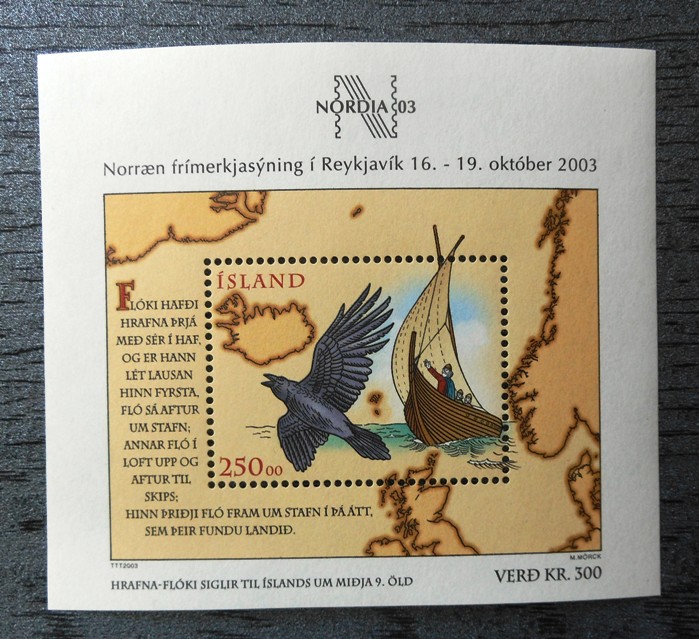 NORDIA 03
Norræn frímerkjasýning í Reykjavík 16. - 19. október 2003
ÍSLAND
FLÓKI HAFÐI
HRAFNA ÞRJÁ
MEÐ SÉR Í HAF,
OG ER HANN
LÉT LAUSAN
HINN FYRSTA,
FLÓ SÁ AFTUR
UM STAFN;
ANNAR FLÓ Í
LOFT UPP OG
AFTUR TIL
SKIPS;
HINN ÞRIÐJI FLÓ FRAM UM STAFN Í ÞÁ ÁTT,
SEM ÞEIR FUNDU LANDIÐ.
25000
TTT2003
M.MÖRCK
HRAFNA-FLÓKI SIGLIR TIL ÍSLANDS UM MIÐJA 9. ÖLD
VERÐ KR. 300